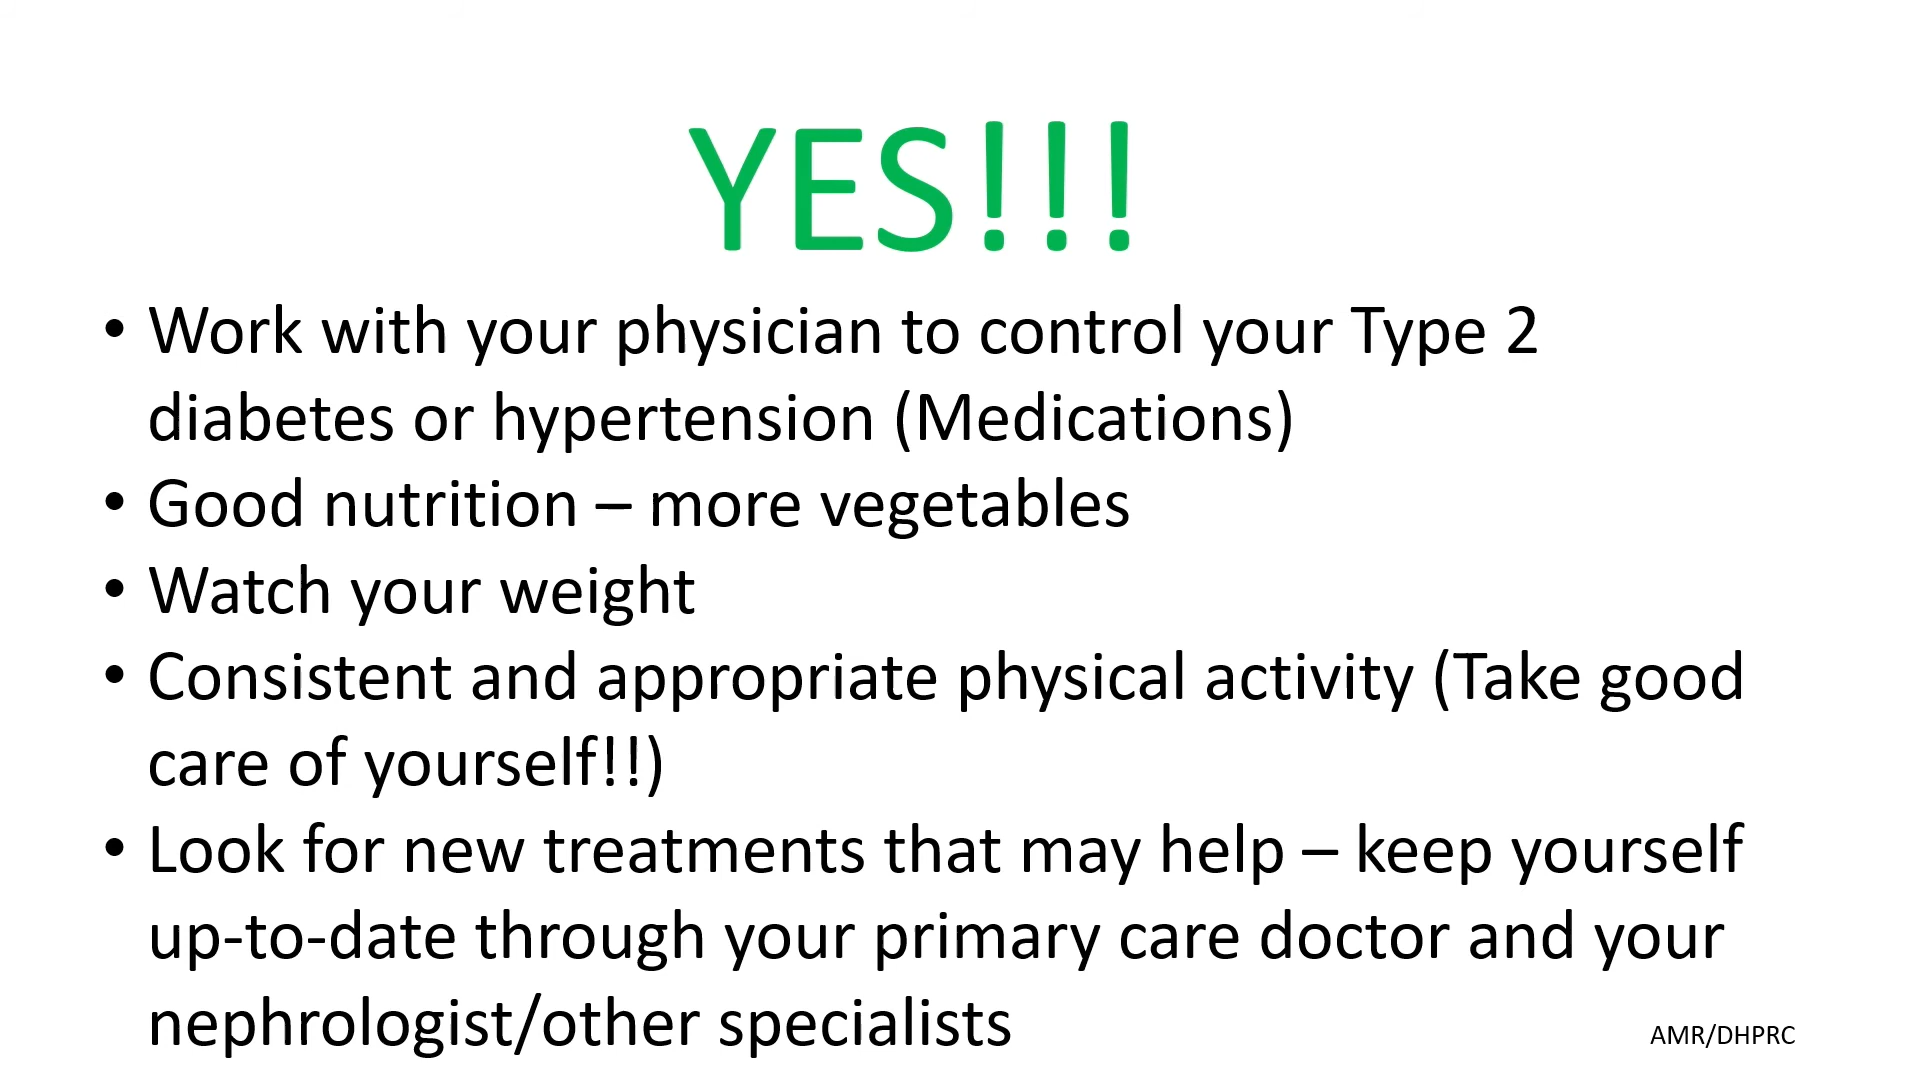 YES!!!
• Work with your physician to control your Type 2
diabetes or hypertension (Medications)
• Good nutrition – more vegetables
• Watch your weight
• Consistent and appropriate physical activity (Take good
care of yourself!!)
• Look for new treatments that may help – keep yourself
up-to-date through your primary care doctor and your
nephrologist/other specialists
AMR/DHPRC